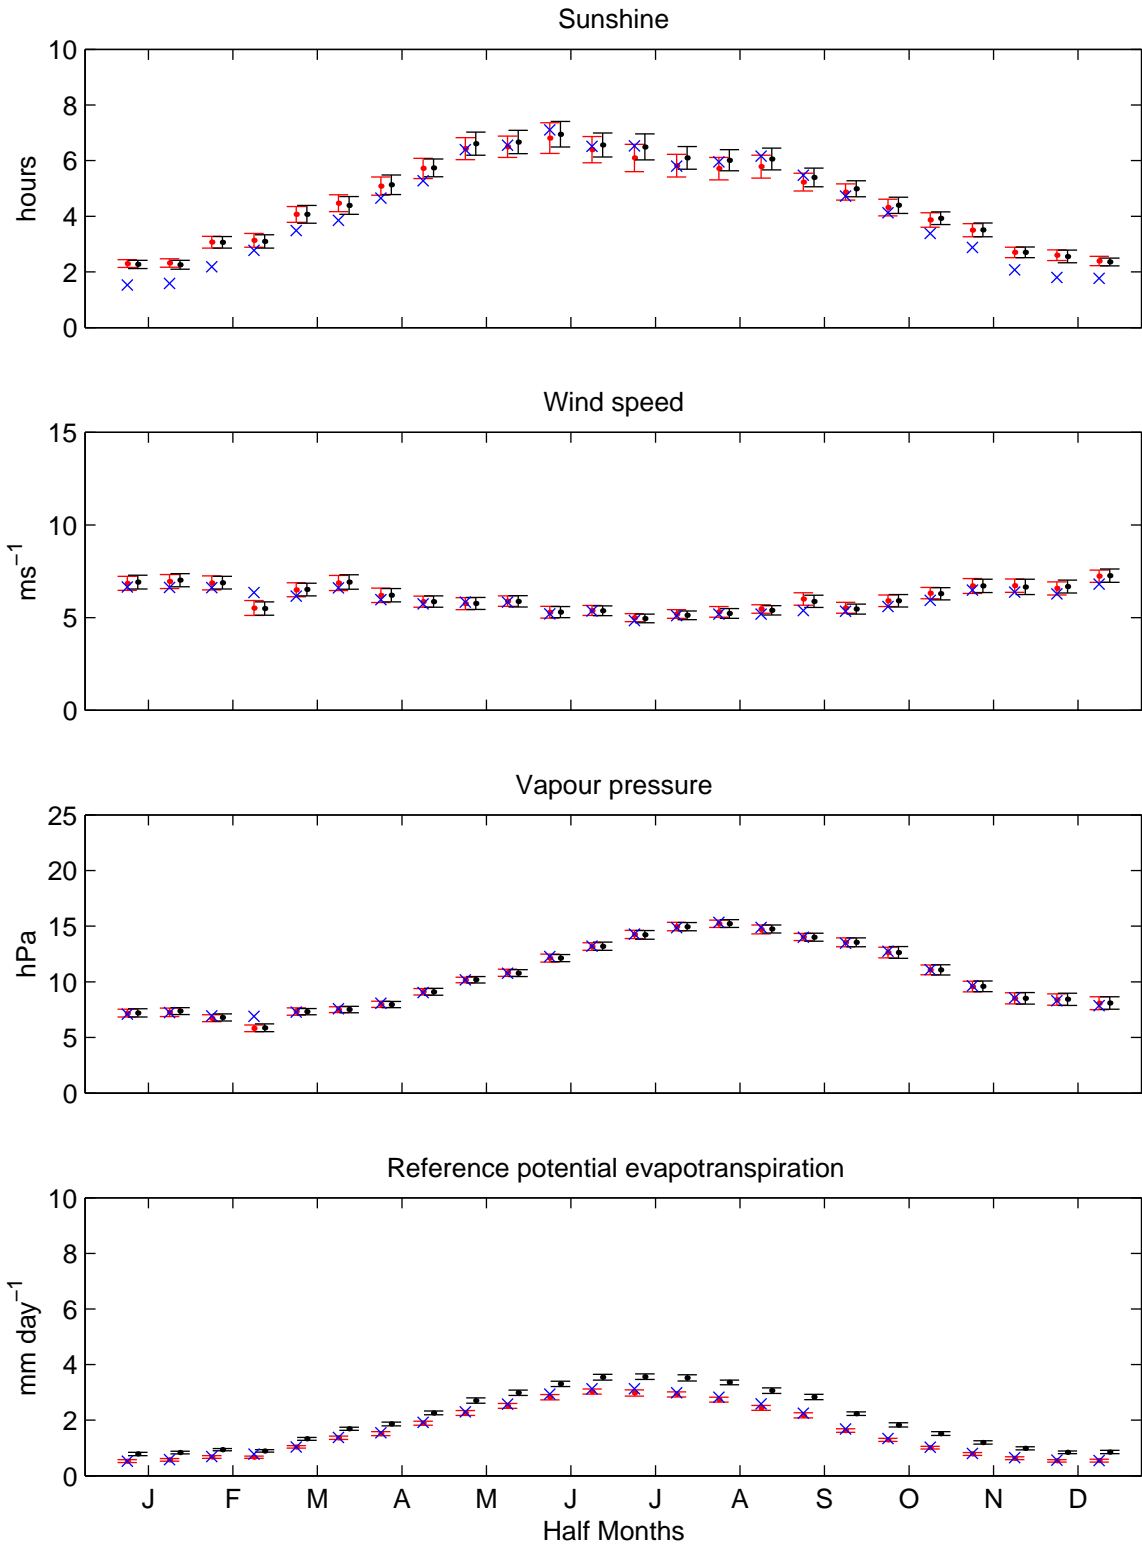 Sunshine
10
8
6
4
2
0
hours
Wind speed
15
10
5
0
ms⁻¹
Vapour pressure
25
20
15
10
5
0
hPa
Reference potential evapotranspiration
10
8
6
4
2
0
mm day⁻¹
J F M A M J J A S O N D
Half Months